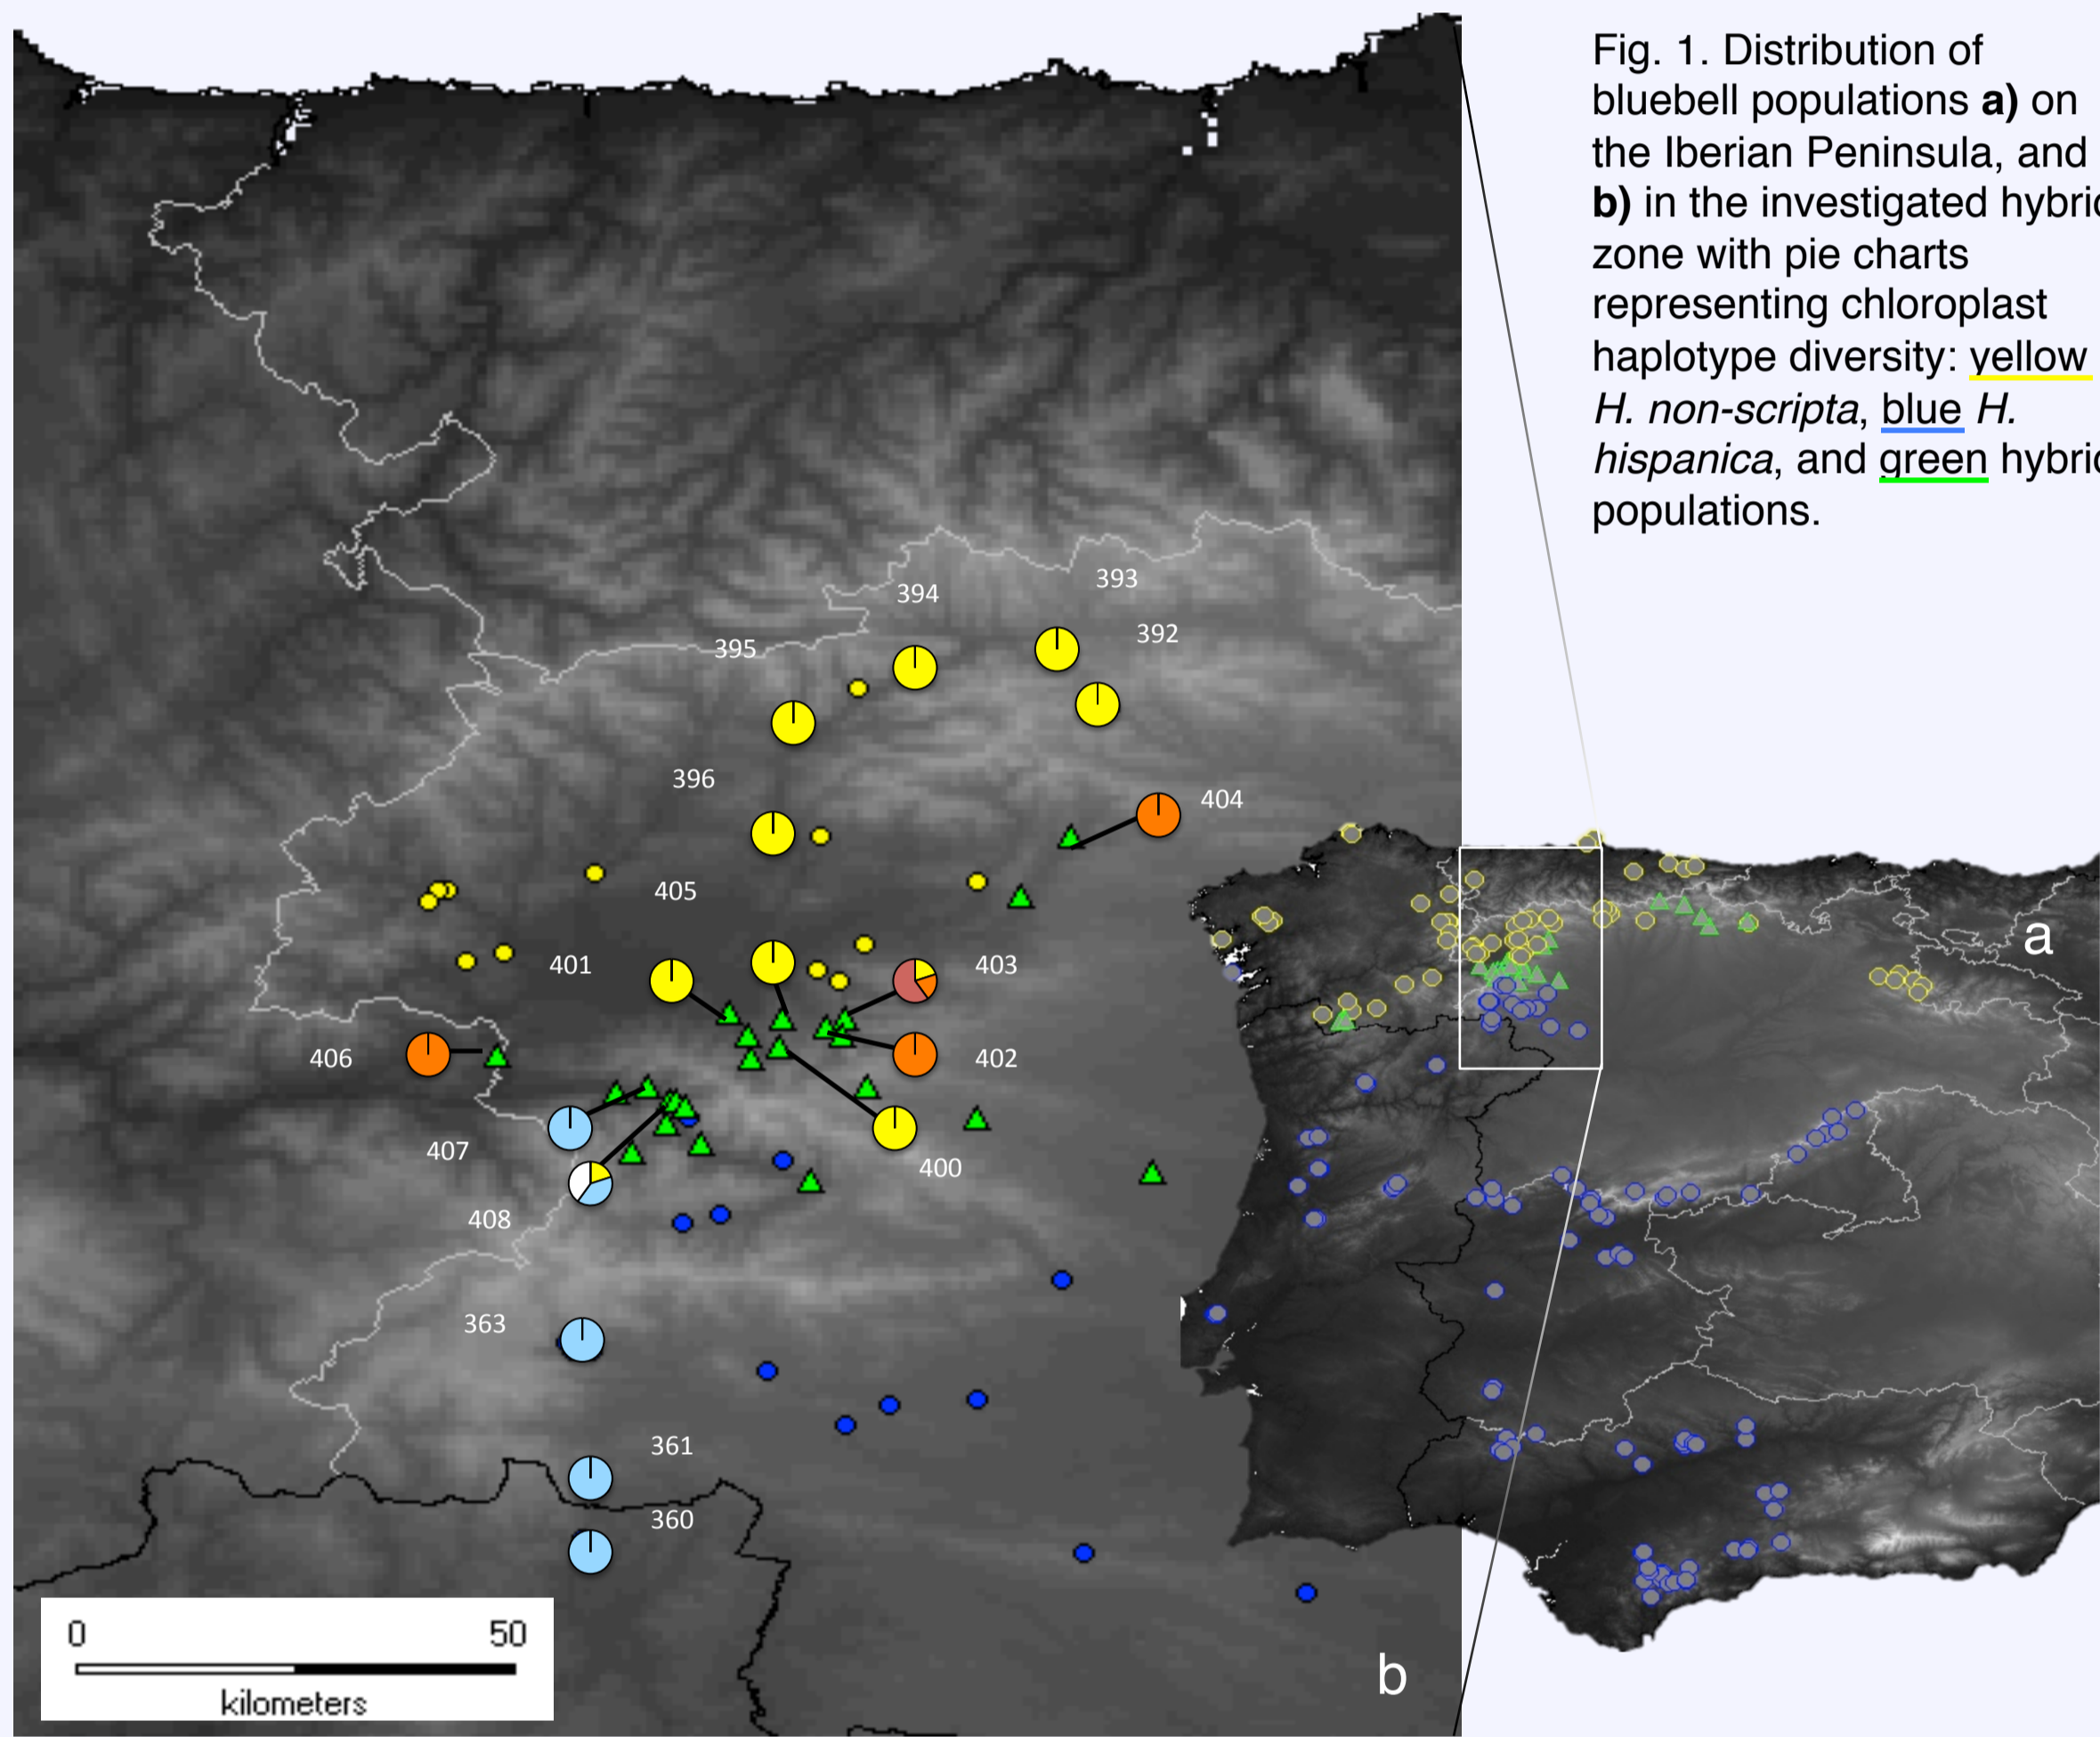 Fig. 1. Distribution of
bluebell populations a) on
the Iberian Peninsula, and
b) in the investigated hybri
zone with pie charts
representing chloroplast
haplotype diversity: yellow
H. non-scripta, blue H.
hispanica, and green hybri
populations.
393
394
392
395
396
404
405
401
403
406
402
407
400
408
363
361
360
a
b
0 50
kilometers